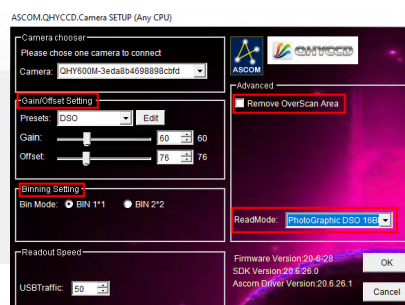 ASCOM.QHYCCD.Camera SETUP (Any CPU)
Camera chooser
Please chose one camera to connect
Camera: QHY600M-3eda8b4698898cbfd
ASCOM
QHYCCD
Gain/Offset Setting
Presets: DSO Edit
Gain: 60 60
Offset: 76 76
Advanced
Remove OverScan Area
Binning Setting
Bin Mode: BIN 1*1 BIN 2*2
ReadMode: PhotoGraphic DSO 16B
Readout Speed
USBTraffic: 50
Firmware Version:20-6-28
SDK Version:20.6.26.0
Ascom Driver Version:20.6.26.1
OK
Cancel